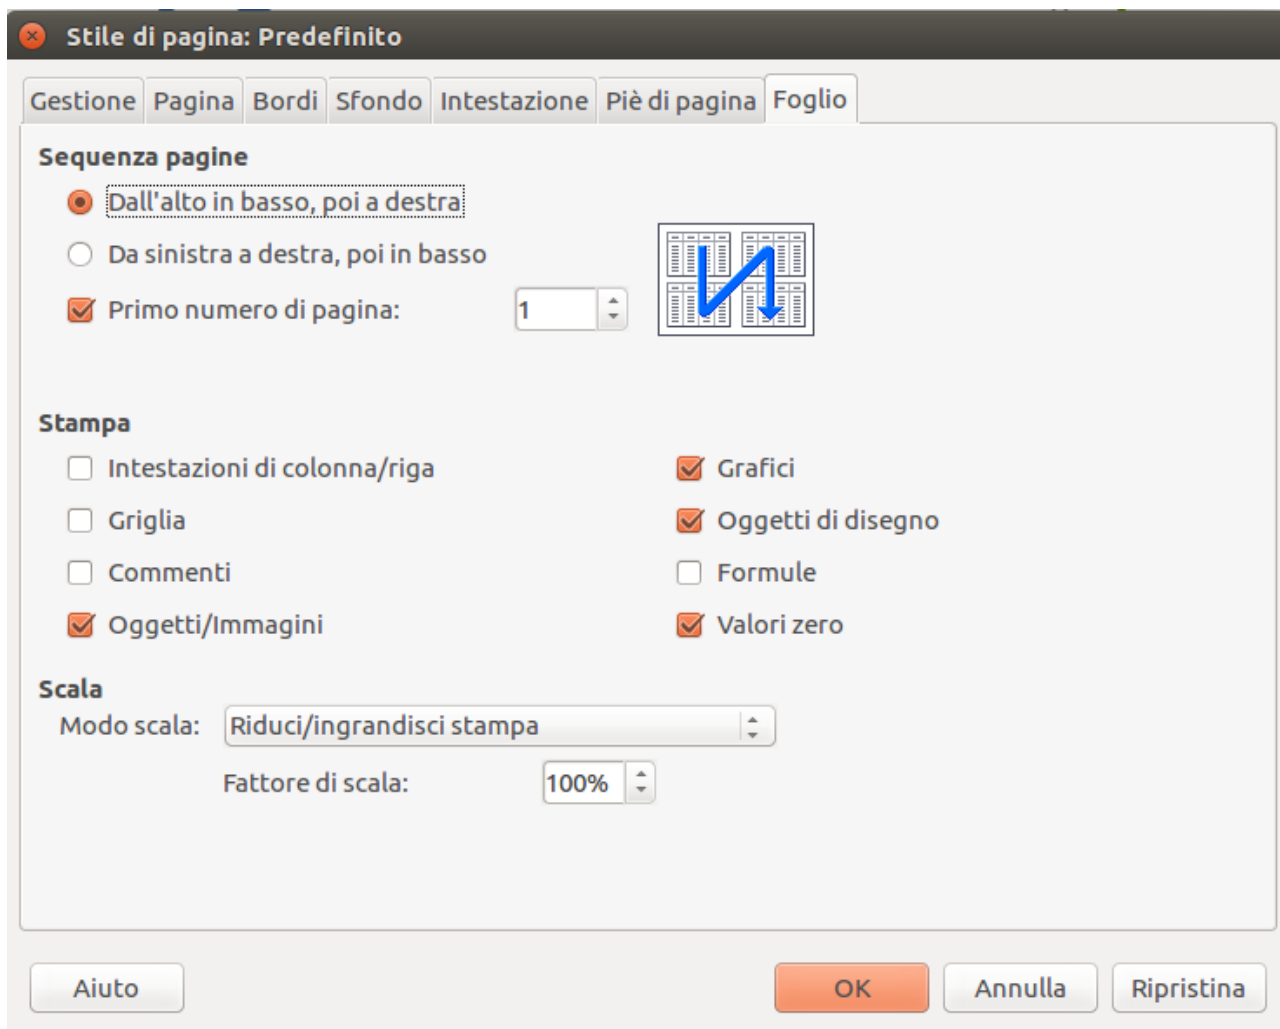 Stile di pagina: Predefinito
Gestione Pagina Bordi Sfondo Intestazione Piè di pagina Foglio
Sequenza pagine
Dall'alto in basso, poi a destra
Da sinistra a destra, poi in basso
Primo numero di pagina: 1
Stampa
Intestazioni di colonna/riga Grafici
Griglia Oggetti di disegno
Commenti Formule
Oggetti/Immagini Valori zero
Scala
Modo scala: Riduci/ingrandisci stampa
Fattore di scala: 100%
Aiuto OK Annulla Ripristina